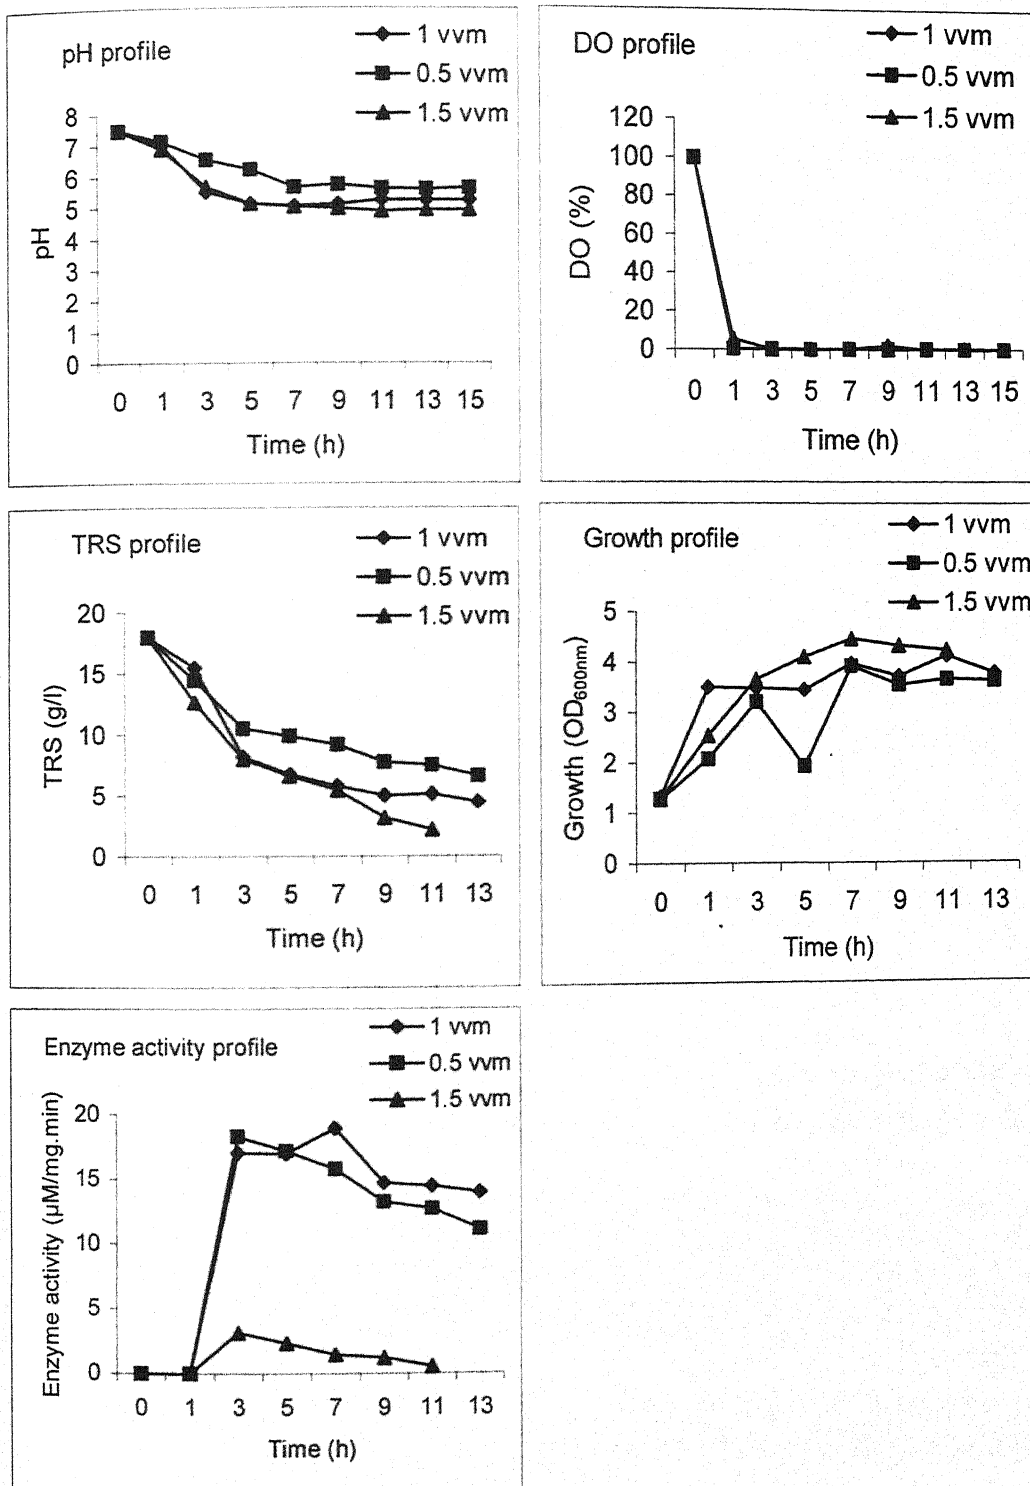 pH profile
1 vvm
0.5 vvm
1.5 vvm
8
7
6
5
4
3
2
1
0
pH
0 1 3 5 7 9 11 13 15
Time (h)
DO profile
1 vvm
0.5 vvm
1.5 vvm
120
100
80
60
40
20
0
DO (%)
0 1 3 5 7 9 11 13 15
Time (h)
TRS profile
1 vvm
0.5 vvm
1.5 vvm
20
15
10
5
0
TRS (g/l)
0 1 3 5 7 9 11 13
Time (h)
Growth profile
1 vvm
0.5 vvm
1.5 vvm
5
4
3
2
1
0
Growth (OD600nm)
0 1 3 5 7 9 11 13
Time (h)
Enzyme activity profile
1 vvm
0.5 vvm
1.5 vvm
20
15
10
5
0
Enzyme activity (µM/mg.min)
0 1 3 5 7 9 11 13
Time (h)